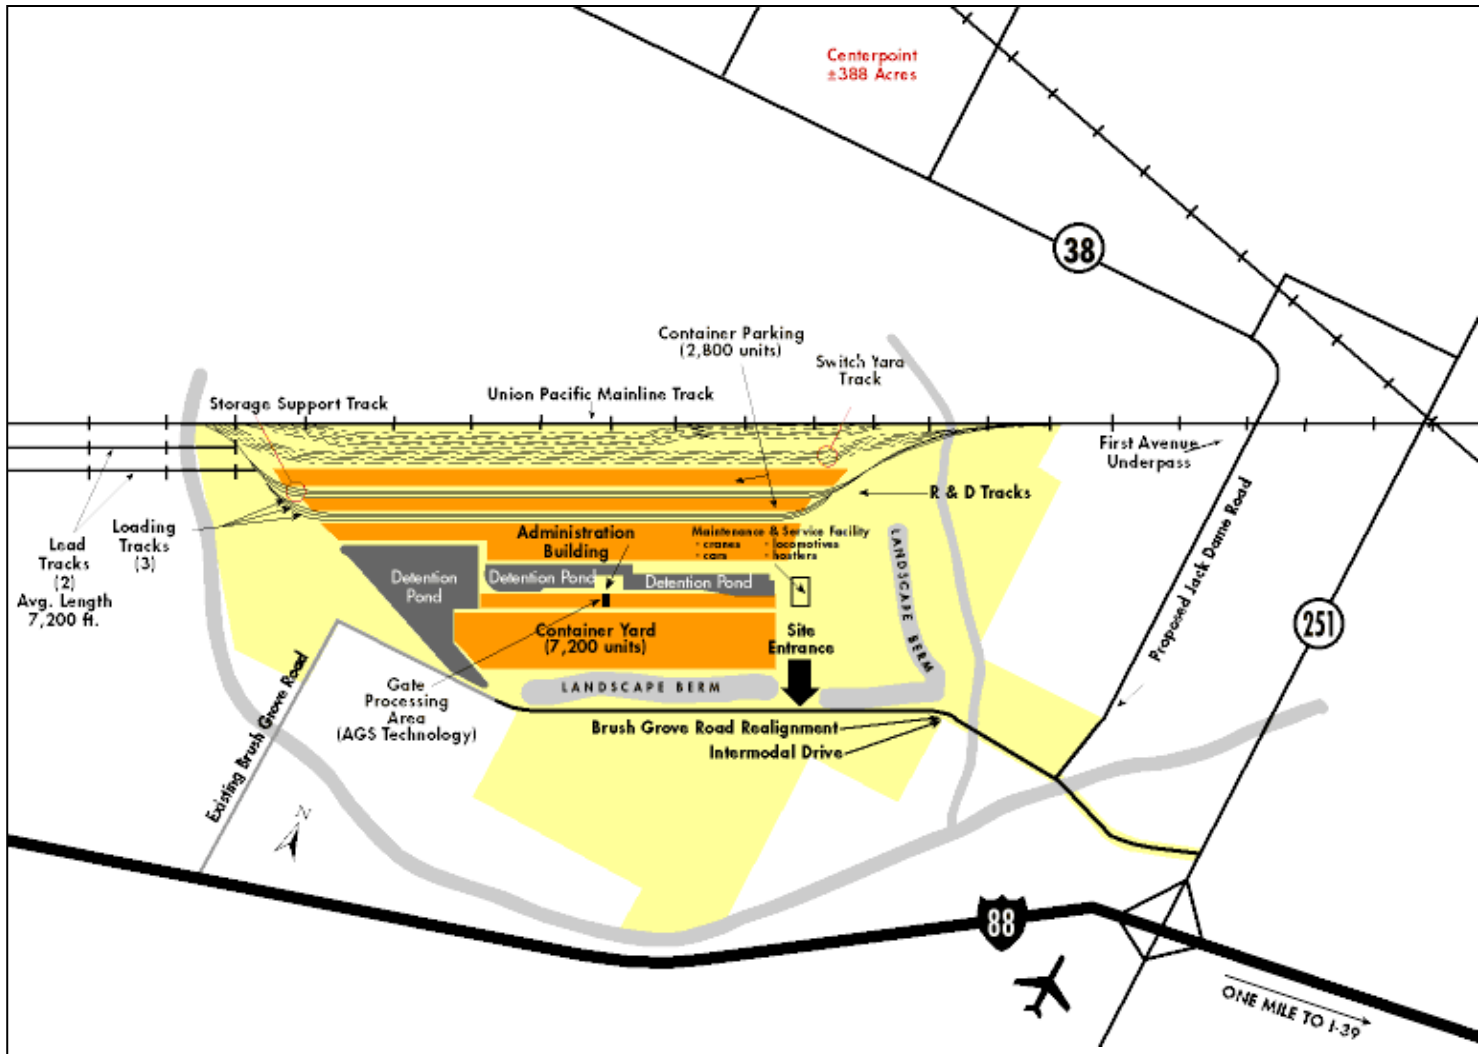 Centerpoint
±388 Acres
38
Container Parking
(2,800 units)
Switch Yara
Track
Union Pacific Mainline Track
Storage Support Track
First Avenue
Underpass
R & D Tracks
Loading
Tracks
(3)
Lead
Tracks
(2)
Avg. Length
7,200 ft.
Administration
Building
Maintenance & Service Facility
· cranes · locomotives
· cars · hostlers
Detention
Pond
Detention Pond
Detention Pond
LANDSCAPE BERM
Proposed Jack Dame Road
251
Container Yard
(7,200 units)
Site
Entrance
LANDSCAPE BERM
Gate
Processing
Area
(AGS Technology)
Brush Grove Road Realignment
Intermodal Drive
Existing Brush Grove Road
N
88
ONE MILE TO I-39